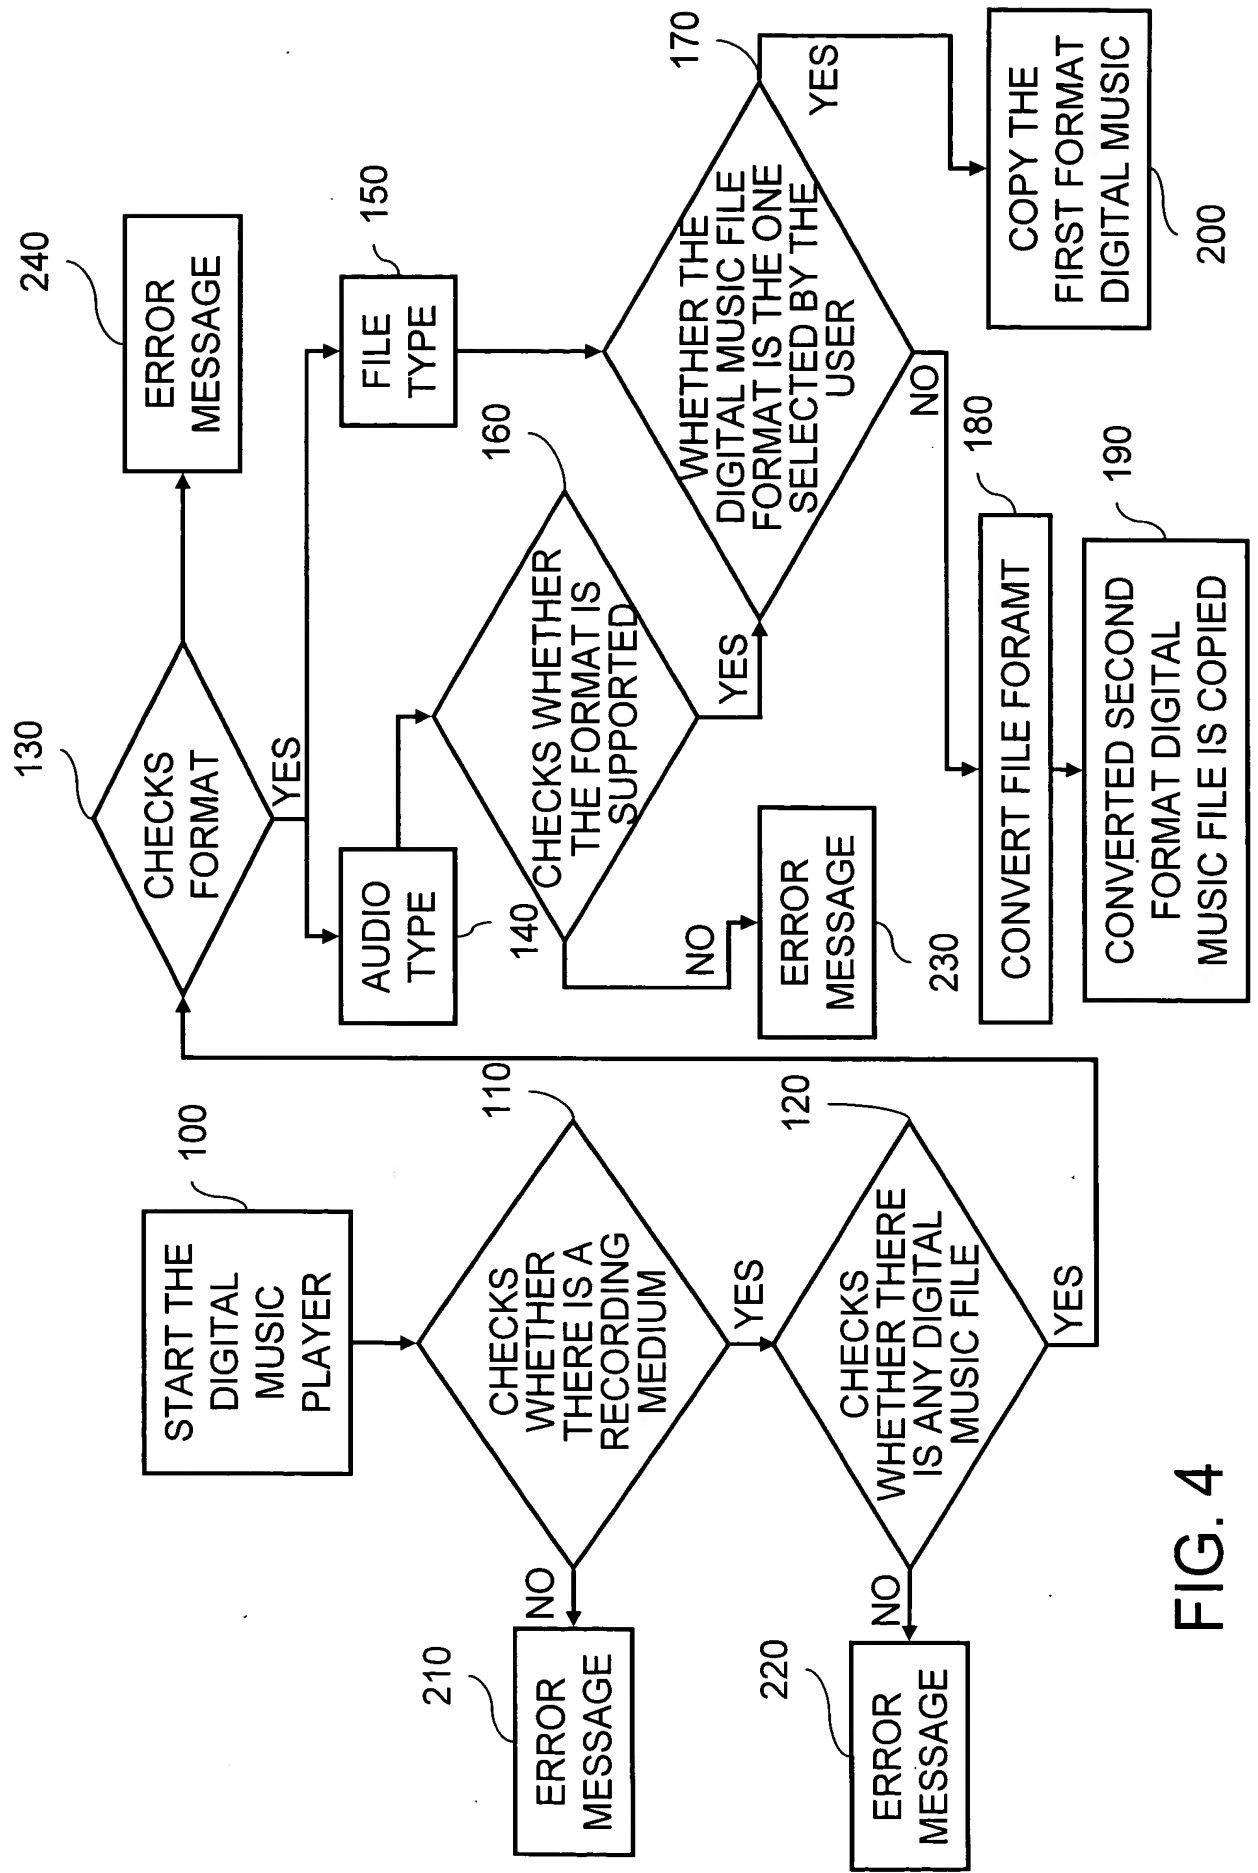 100
START THE
DIGITAL
MUSIC
PLAYER
110
CHECKS
WHETHER
THERE IS A
RECORDING
MEDIUM
NO
210
ERROR
MESSAGE
YES
120
CHECKS
WHETHER THERE
IS ANY DIGITAL
MUSIC FILE
NO
220
ERROR
MESSAGE
YES
130
CHECKS
FORMAT
240
ERROR
MESSAGE
YES
AUDIO
TYPE
140
150
FILE
TYPE
160
CHECKS WHETHER
THE FORMAT IS
SUPPORTED
NO
ERROR
MESSAGE
230
YES
170
WHETHER THE
DIGITAL MUSIC FILE
FORMAT IS THE ONE
SELECTED BY THE
USER
YES
COPY THE
FIRST FORMAT
DIGITAL MUSIC
200
NO
180
CONVERT FILE FORAMT
190
CONVERTED SECOND
FORMAT DIGITAL
MUSIC FILE IS COPIED
FIG. 4